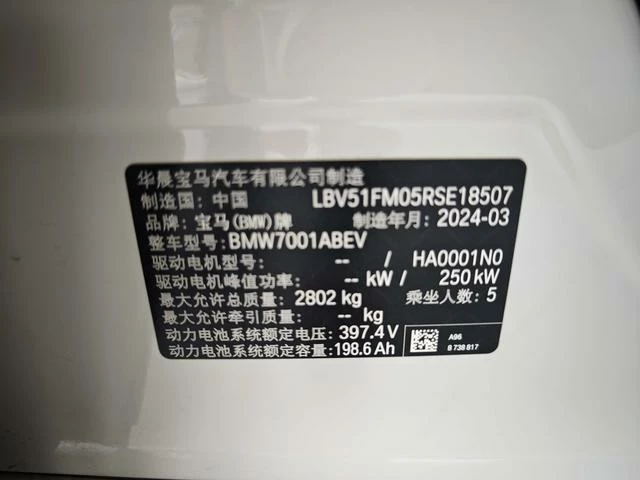 华晨宝马汽车有限公司制造
制造国：中国 LBV51FM05RSE18507
品牌：宝马(BMW)牌 制造年月：2024-03
整车型号：BMW7001ABEV
驱动电机型号： -- / HA0001N0
驱动电机峰值功率： -- kW / 250 kW
最大允许总质量：2802 kg 乘坐人数：5
最大允许牵引质量： -- kg
动力电池系统额定电压：397.4 V
动力电池系统额定容量：198.6 Ah
A96
8 738 817